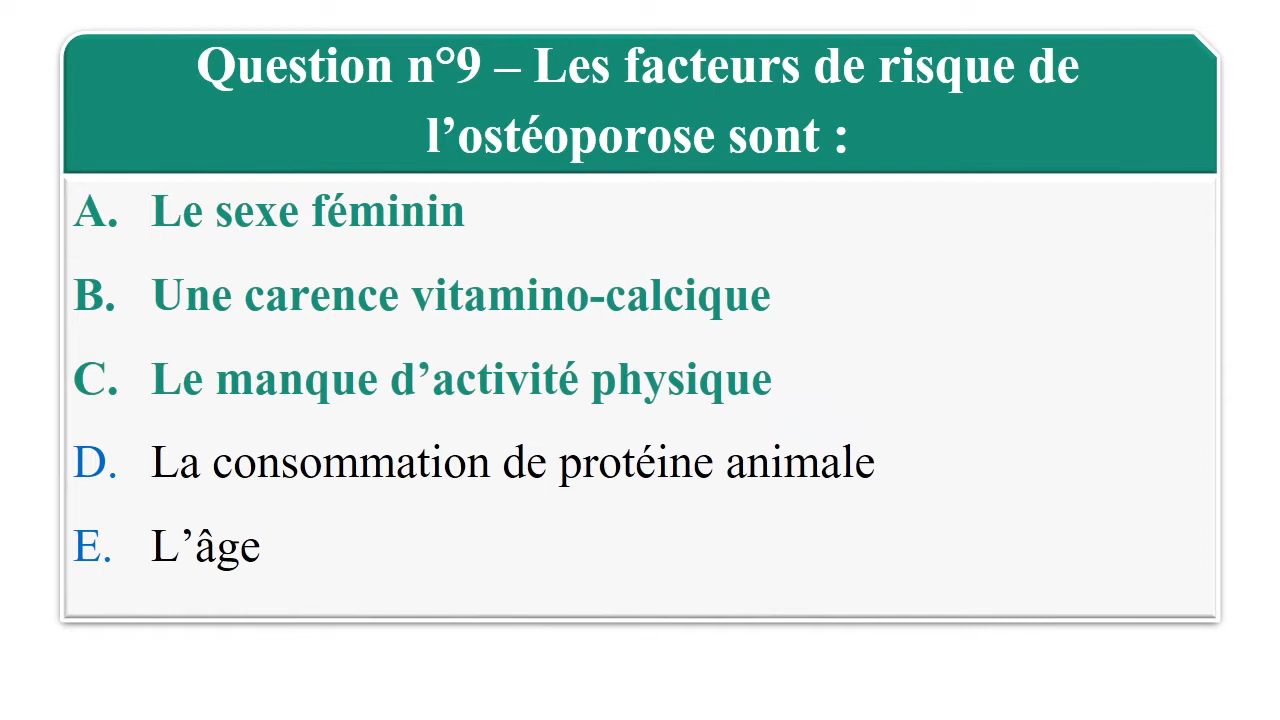 Question n°9 – Les facteurs de risque de
l’ostéoporose sont :
A. Le sexe féminin
B. Une carence vitamino-calcique
C. Le manque d’activité physique
D. La consommation de protéine animale
E. L’âge